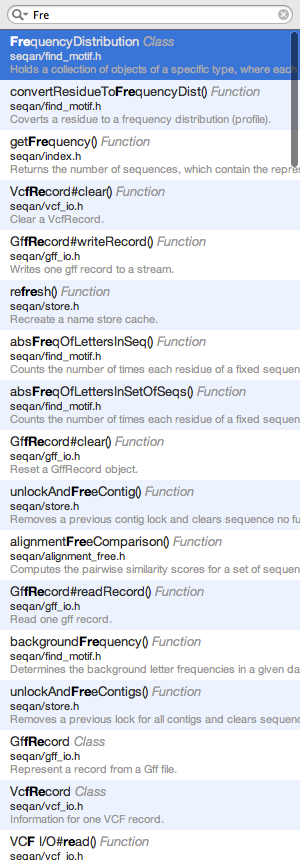 Fre
FrequencyDistribution Class
seqan/find_motif.h
Holds a collection of objects of a specific type, where each
convertResidueToFrequencyDist() Function
seqan/find_motif.h
Coverts a residue to a frequency distribution (profile).
getFrequency() Function
seqan/index.h
Returns the number of sequences, which contain the repres
VcfRecord#clear() Function
seqan/vcf_io.h
Clear a VcfRecord.
GffRecord#writeRecord() Function
seqan/gff_io.h
Writes one gff record to a stream.
refresh() Function
seqan/store.h
Recreate a name store cache.
absFreqOfLettersInSeq() Function
seqan/find_motif.h
Counts the number of times each residue of a fixed sequen
absFreqOfLettersInSetOfSeqs() Function
seqan/find_motif.h
Counts the number of times each residue of a fixed sequen
GffRecord#clear() Function
seqan/gff_io.h
Reset a GffRecord object.
unlockAndFreeContig() Function
seqan/store.h
Removes a previous contig lock and clears sequence no fu
alignmentFreeComparison() Function
seqan/alignment_free.h
Computes the pairwise similarity scores for a set of sequen
GffRecord#readRecord() Function
seqan/gff_io.h
Read one gff record.
backgroundFrequency() Function
seqan/find_motif.h
Determines the background letter frequencies in a given da
unlockAndFreeContigs() Function
seqan/store.h
Removes a previous lock for all contigs and clears sequenc
GffRecord Class
seqan/gff_io.h
Represent a record from a Gff file.
VcfRecord Class
seqan/vcf_io.h
Information for one VCF record.
VCF I/O#read() Function
seqan/vcf_io.h